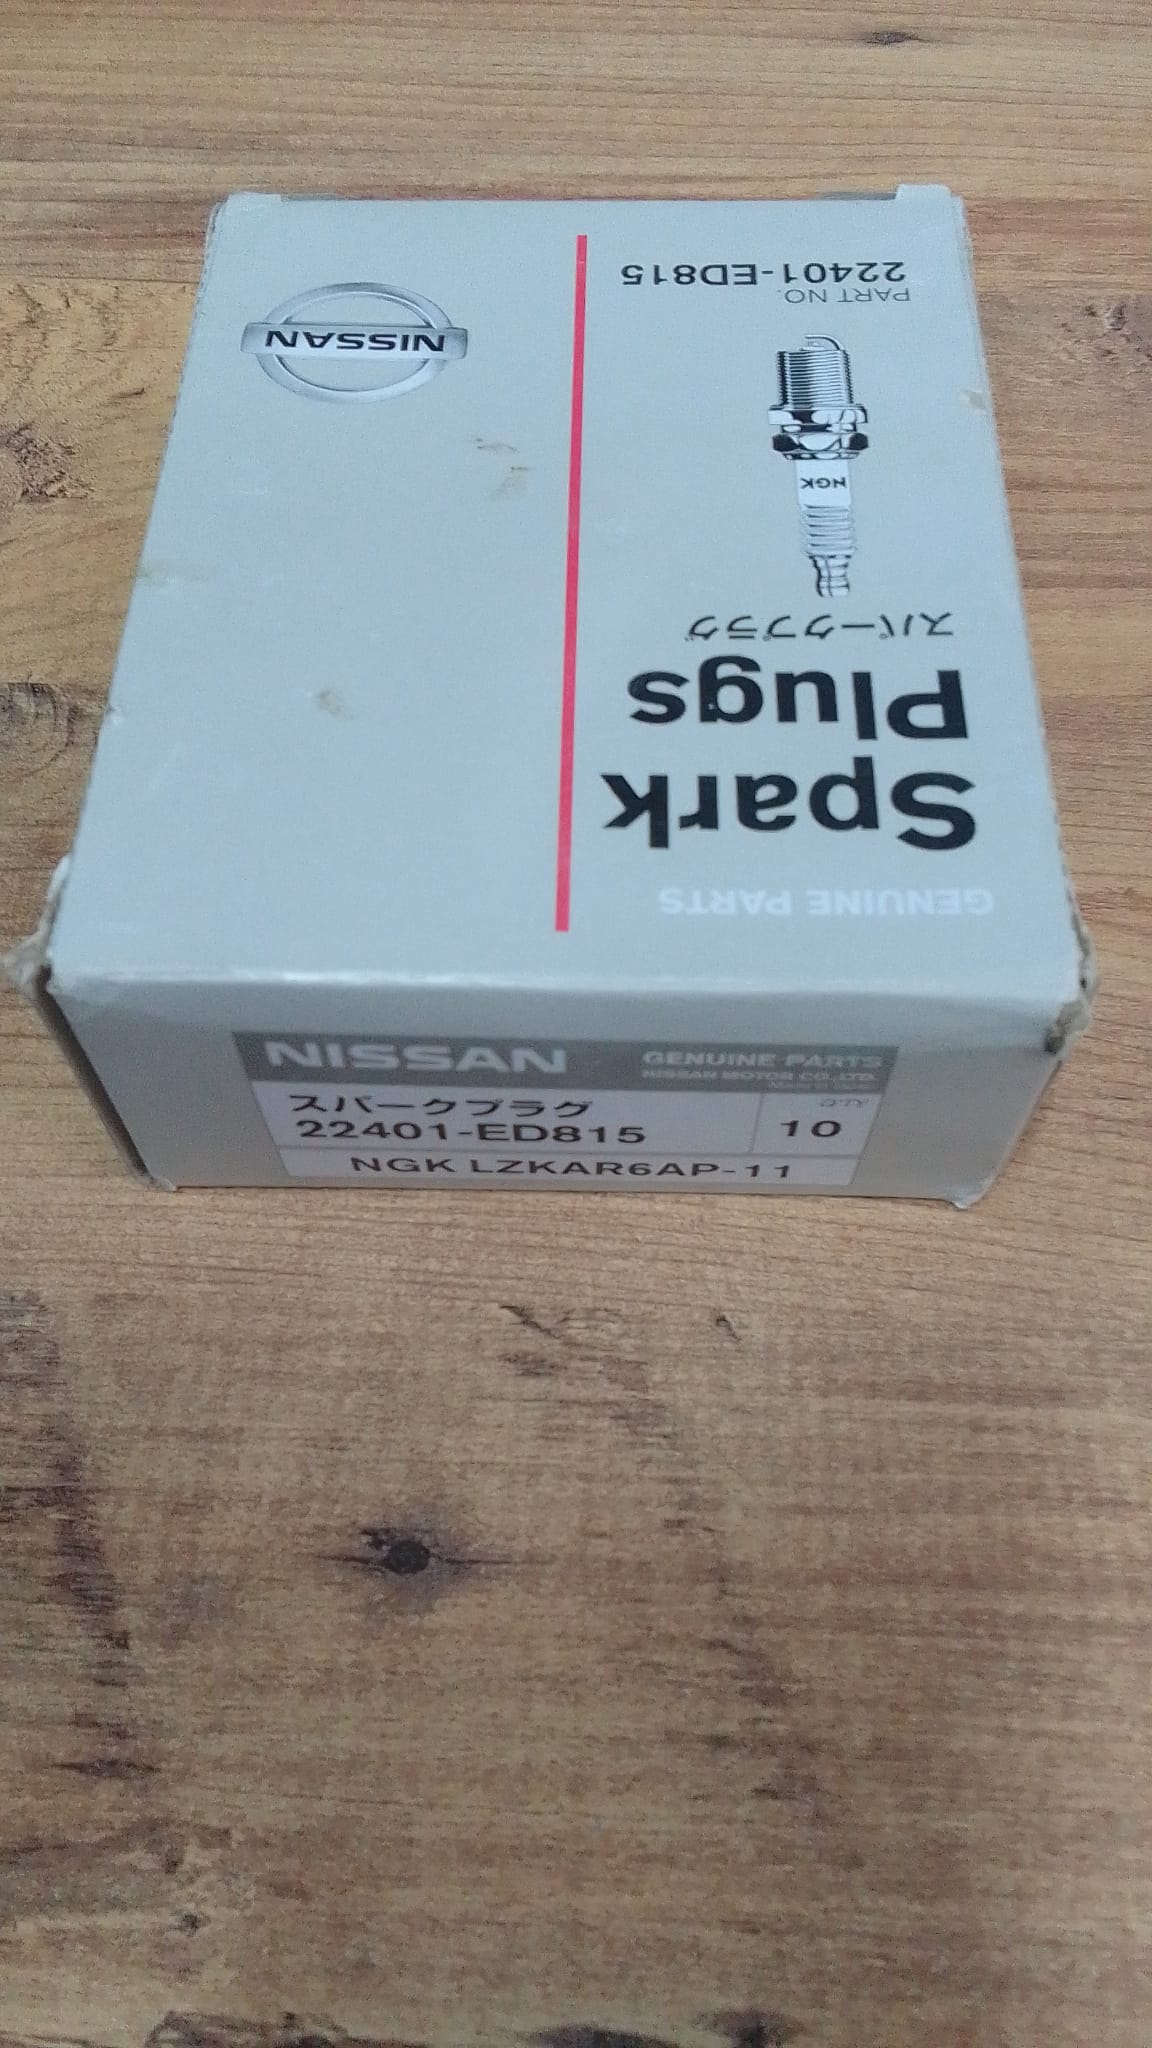 GENUINE PARTS
Spark
Plugs
スパークプラグ
NGK
PART NO.
22401-ED815
NISSAN
NISSAN
GENUINE PARTS
NISSAN MOTOR CO.,LTD.
スパークプラグ
22401-ED815
Q'TY
10
NGK LZKAR6AP-11